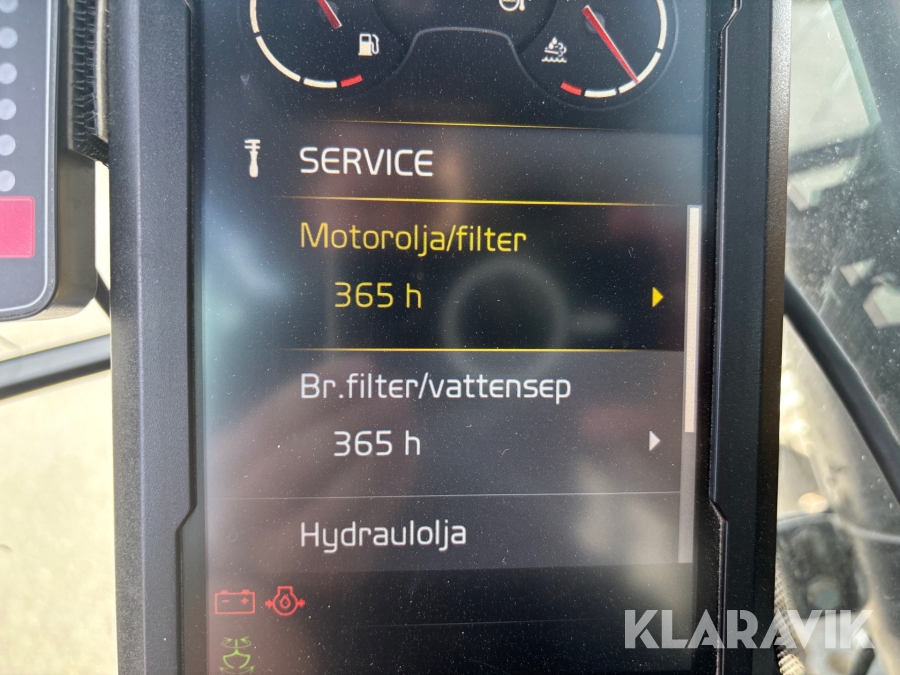 SERVICE
Motorolja/filter
365 h
Br.filter/vattensep
365 h
Hydraulolja
KLARAVIK